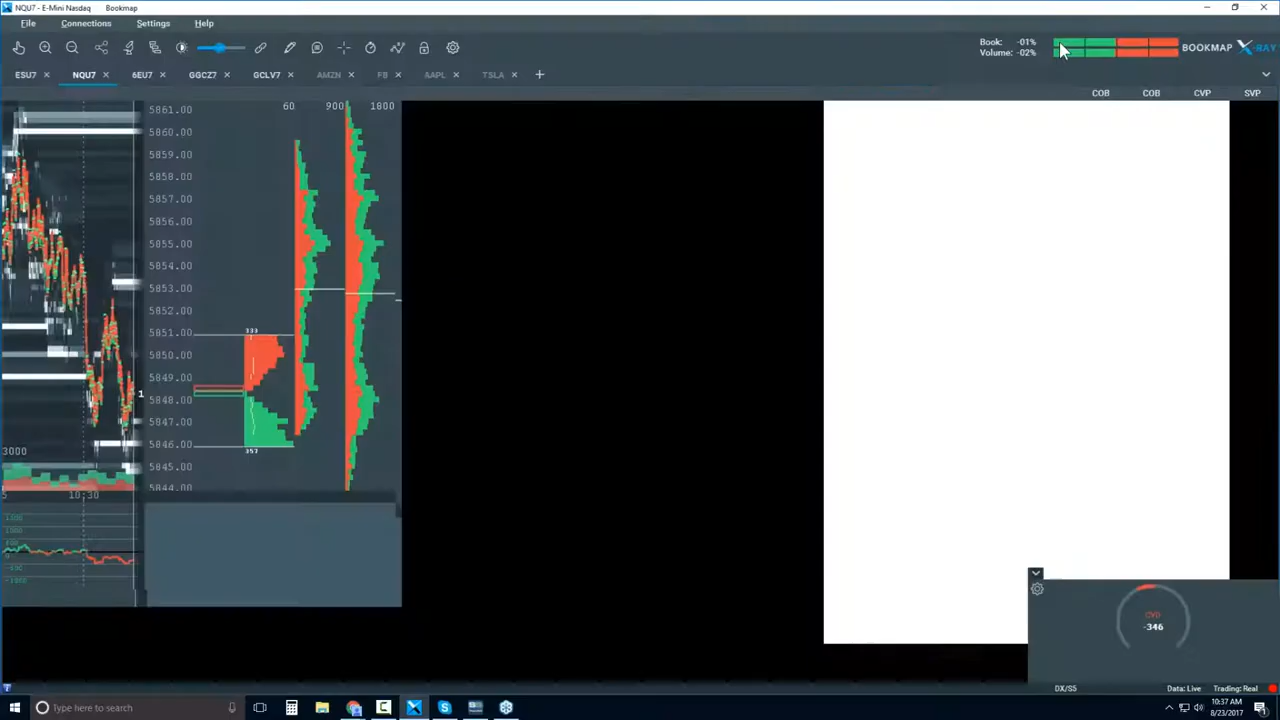 NQU7 - E-Mini Nasdaq Bookmap
File Connections Settings Help
Book: -01%
Volume: -02%
BOOKMAP X-RAY
ESU7 NQU7 6EU7 GGCZ7 GCLV7 AMZN FB AAPL TSLA
COB COB CVP SVP
60 900 1800
5861.00
5860.00
5859.00
5858.00
5857.00
5856.00
5855.00
5854.00
5853.00
5852.00
5851.00
333
5850.00
5849.00
1
5848.00
5847.00
5846.00
3000
357
5845.00
5844.00
10:30
CVD
-346
DX/S5 Data: Live Trading: Real
Type here to search
10:37 AM
8/23/2017